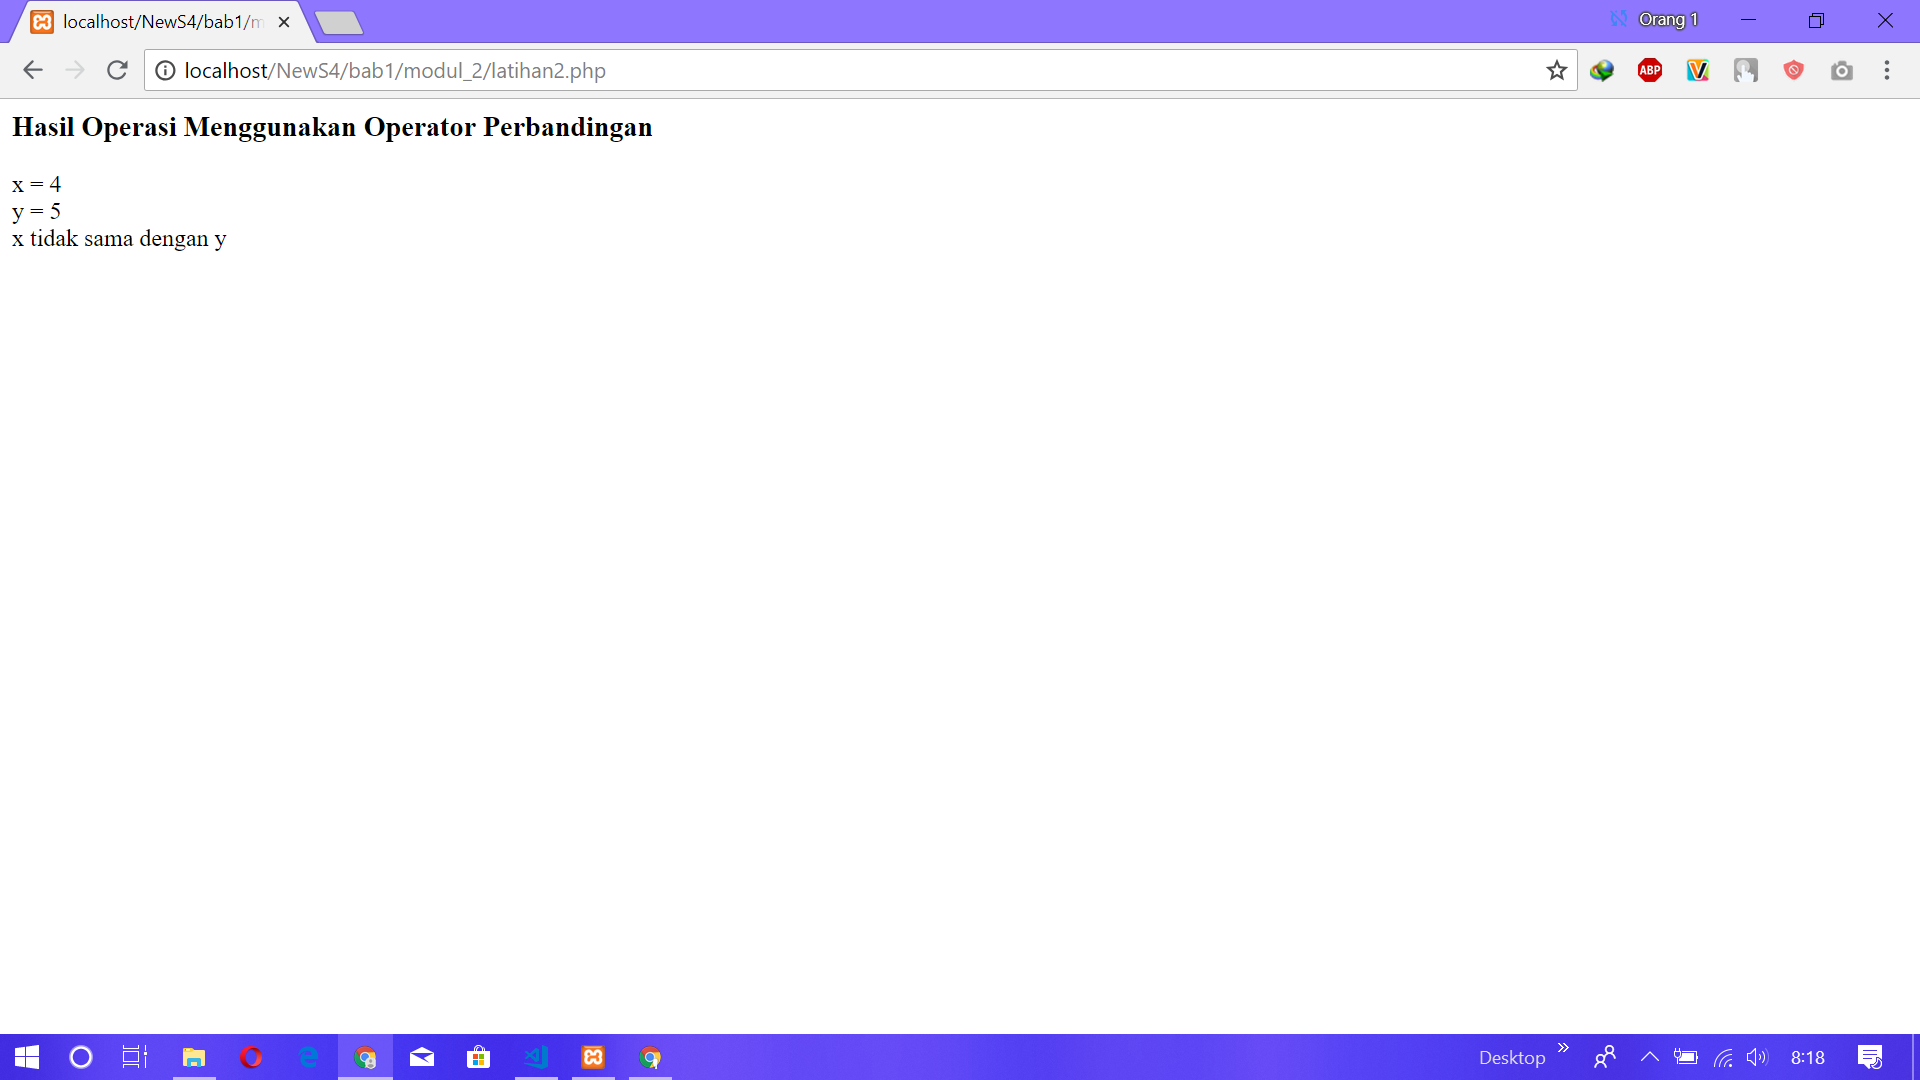 localhost/NewS4/bab1/m
Orang 1
localhost/NewS4/bab1/modul_2/latihan2.php
ABP
Hasil Operasi Menggunakan Operator Perbandingan
x = 4
y = 5
x tidak sama dengan y
Desktop
8:18